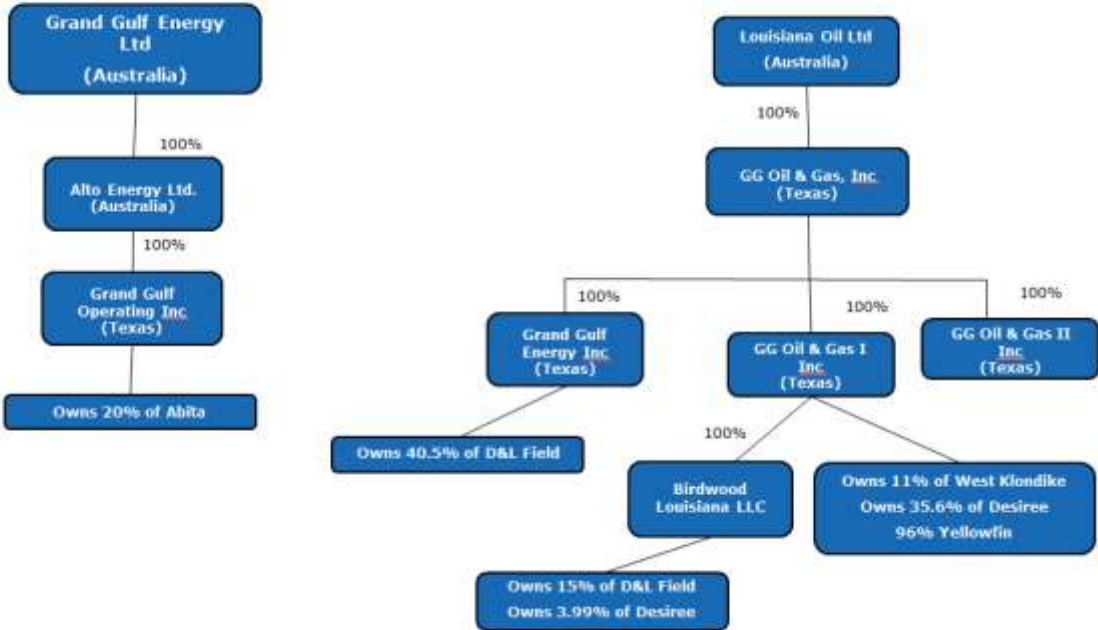 Grand Gulf Energy
Ltd
(Australia)
100%
Alto Energy Ltd.
(Australia)
100%
Grand Gulf
Operating Inc
(Texas)
Owns 20% of Abita
Louisiana Oil Ltd
(Australia)
100%
GG Oil & Gas, Inc
(Texas)
100%
100%
100%
Grand Gulf
Energy Inc
(Texas)
GG Oil & Gas I
Inc
(Texas)
GG Oil & Gas II
Inc
(Texas)
Owns 40.5% of D&L Field
100%
Birdwood
Louisiana LLC
Owns 11% of West Klondike
Owns 35.6% of Desiree
96% Yellowfin
Owns 15% of D&L Field
Owns 3.99% of Desiree